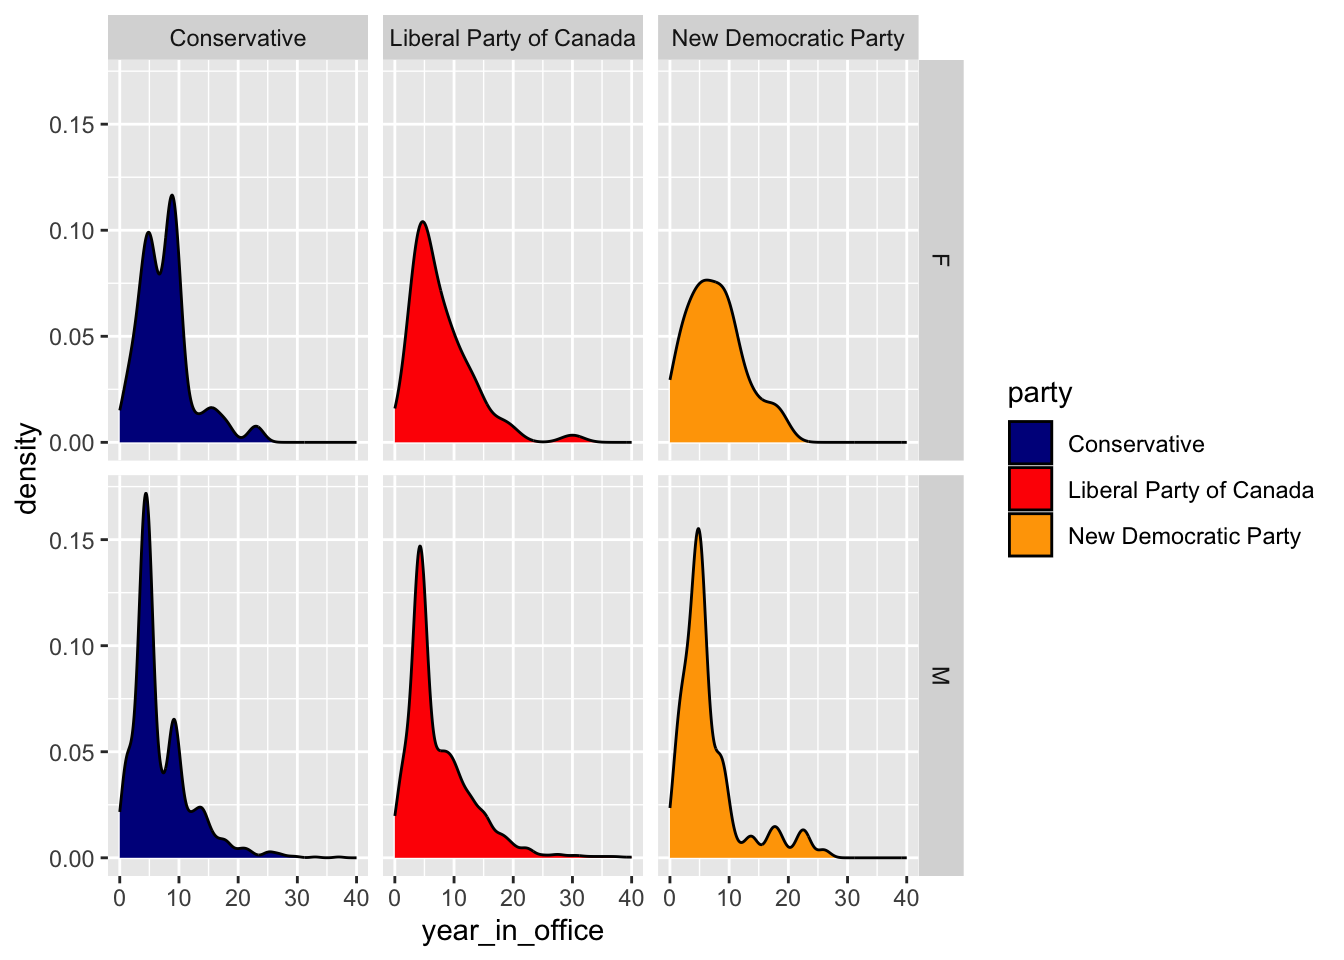 Conservative
Liberal Party of Canada
New Democratic Party
0.15
0.10
0.05
0.00
F
0.15
0.10
0.05
0.00
M
density
0 10 20 30 40
0 10 20 30 40
0 10 20 30 40
year_in_office
party
Conservative
Liberal Party of Canada
New Democratic Party